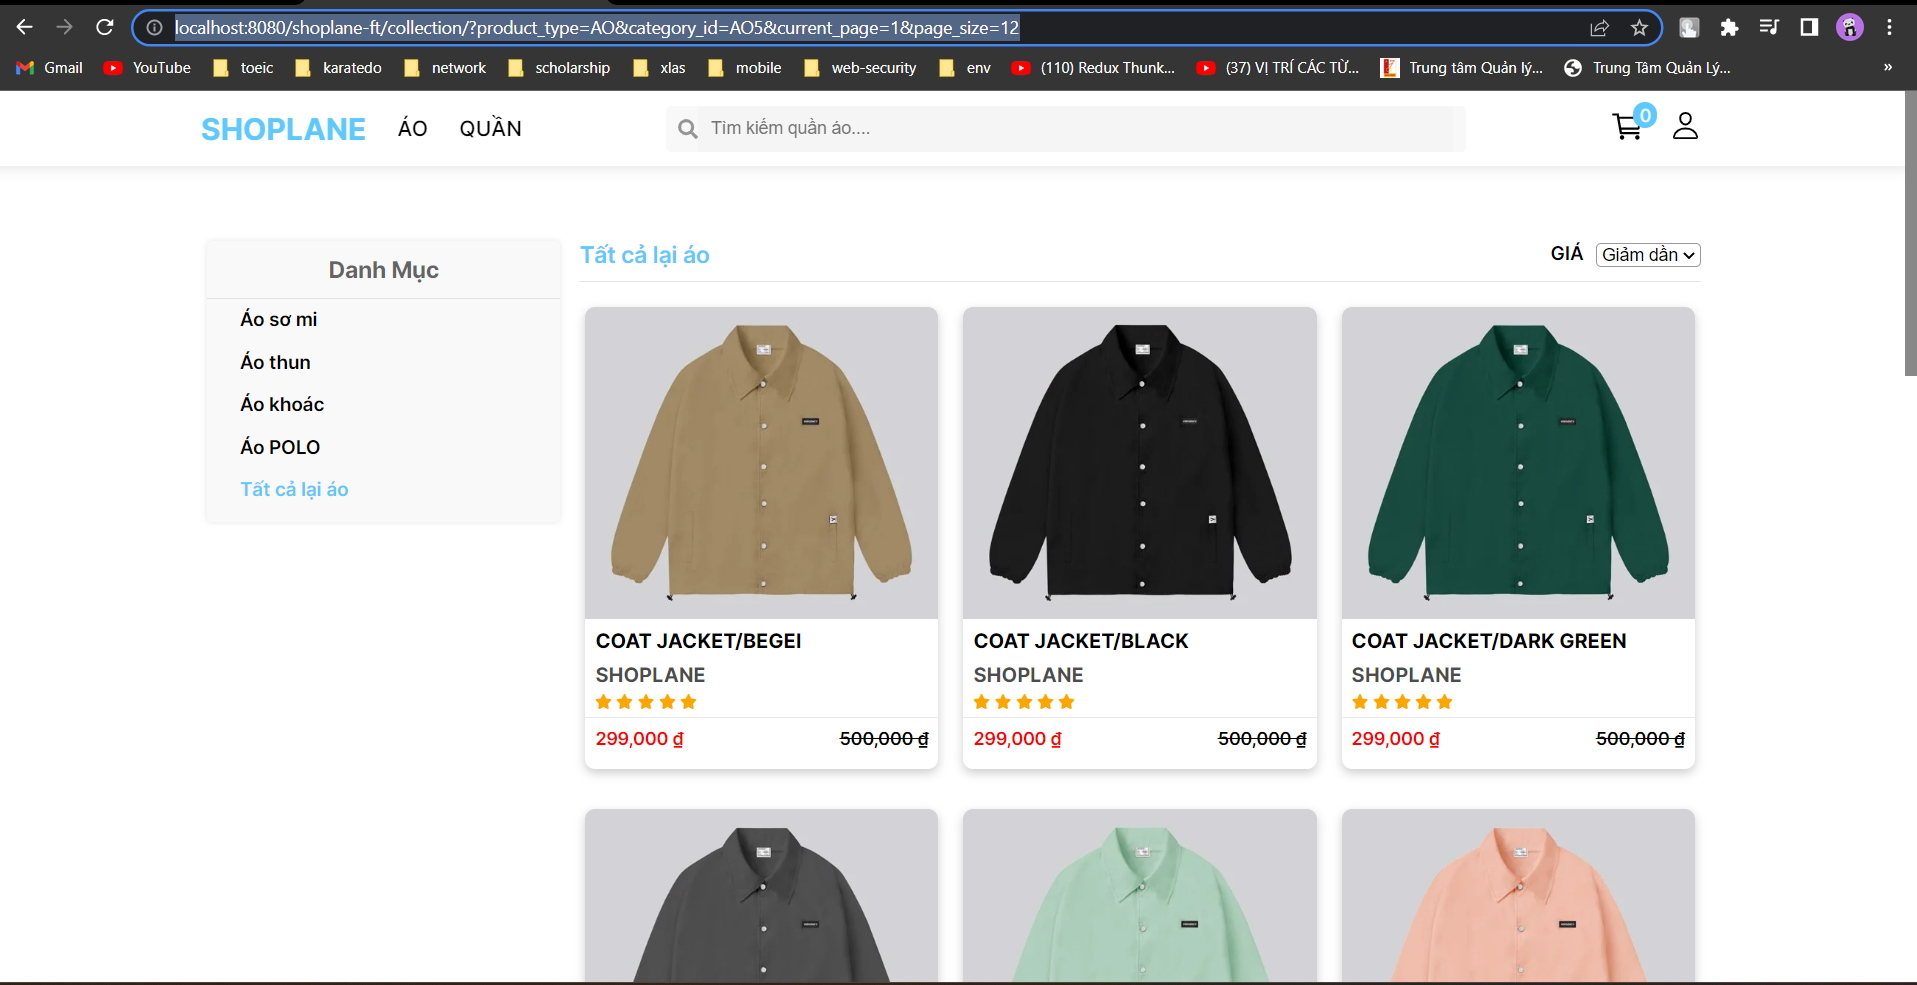 localhost:8080/shoplane-ft/collection/?product_type=AO&category_id=AO5&current_page=1&page_size=12
Gmail YouTube toeic karatedo network scholarship xlas mobile web-security env (110) Redux Thunk... (37) VỊ TRÍ CÁC TỪ... Trung tâm Quản lý... Trung Tâm Quản Lý... »
SHOPLANE ÁO QUẦN Tìm kiếm quần áo.... 0
Danh Mục
Áo sơ mi
Áo thun
Áo khoác
Áo POLO
Tất cả lại áo
Tất cả lại áo GIÁ Giảm dần
COAT JACKET/BEGEI
SHOPLANE
299,000 ₫ 500,000 ₫
COAT JACKET/BLACK
SHOPLANE
299,000 ₫ 500,000 ₫
COAT JACKET/DARK GREEN
SHOPLANE
299,000 ₫ 500,000 ₫